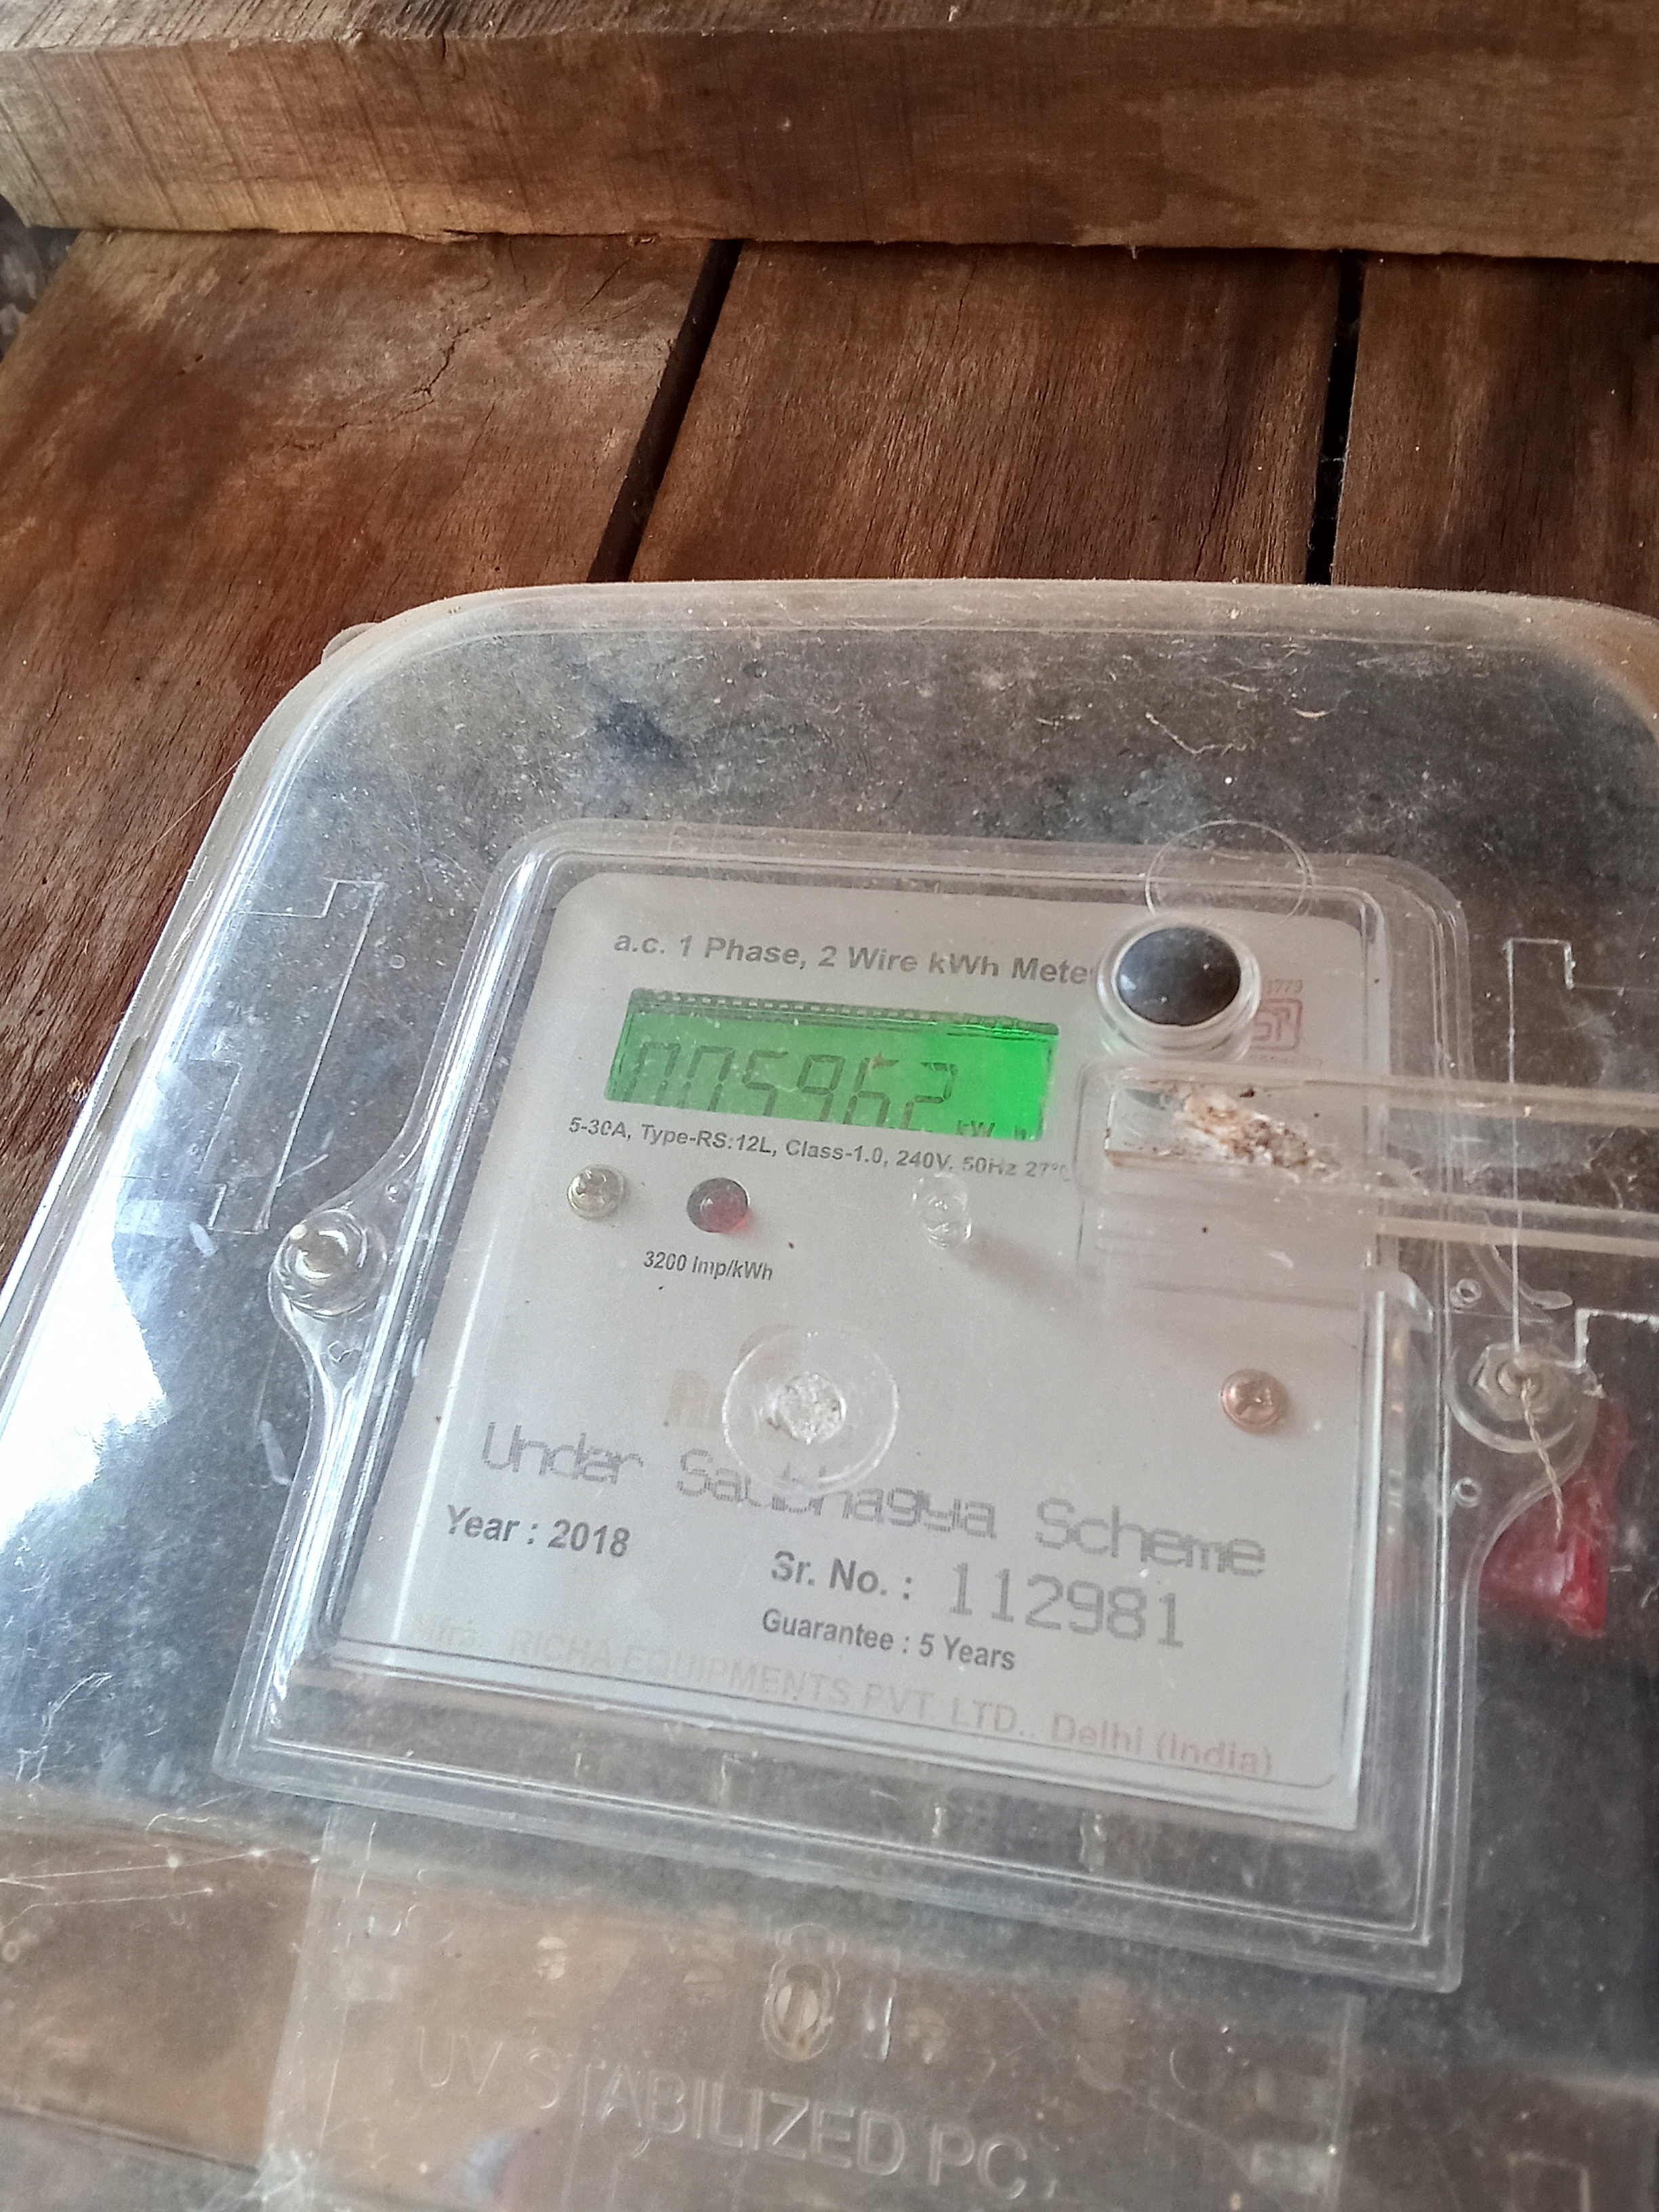 a.c. 1 Phase, 2 Wire kWh Meter
005962 kWh
5-30A, Type-RS:12L, Class-1.0, 240V, 50Hz 27°C
3200 Imp/kWh
Under Saubhagya Scheme
Year : 2018
Sr. No. : 112981
Guarantee : 5 Years
Mfrs. RICHA EQUIPMENTS PVT. LTD., Delhi (India)
UV STABILIZED PC